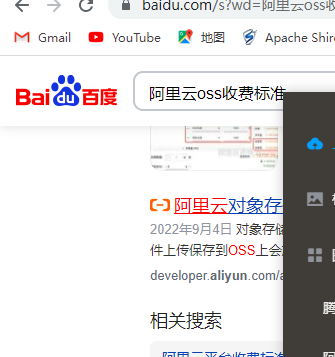 baidu.com/s?wd=阿里云oss收
Gmail YouTube 地图 Apache Shir
Bai du 百度
阿里云oss收费标准
阿里云对象存
2022年9月4日 对象存储
件上传保存到OSS上会
developer.aliyun.com/a
相关搜索
腾